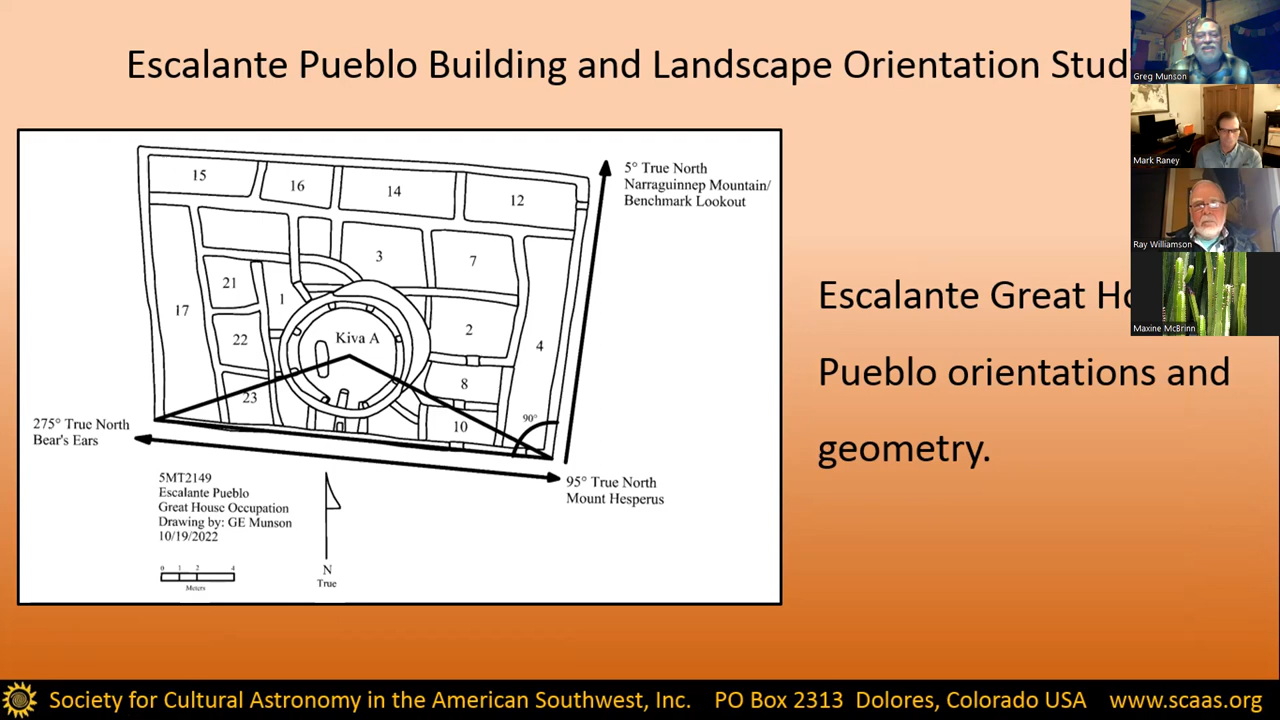 Escalante Pueblo Building and Landscape Orientation Stud
Greg Munson
Mark Raney
Ray Williamson
Maxine McBrinn
15
16
14
12
3
7
21
1
17
Kiva A
2
22
4
8
23
10
90°
5° True North
Narraguinnep Mountain/
Benchmark Lookout
275° True North
Bear's Ears
95° True North
Mount Hesperus
5MT2149
Escalante Pueblo
Great House Occupation
Drawing by: GE Munson
10/19/2022
0 1 2 4
Meters
N
True
Escalante Great Ho
Pueblo orientations and
geometry.
Society for Cultural Astronomy in the American Southwest, Inc. PO Box 2313 Dolores, Colorado USA www.scaas.org